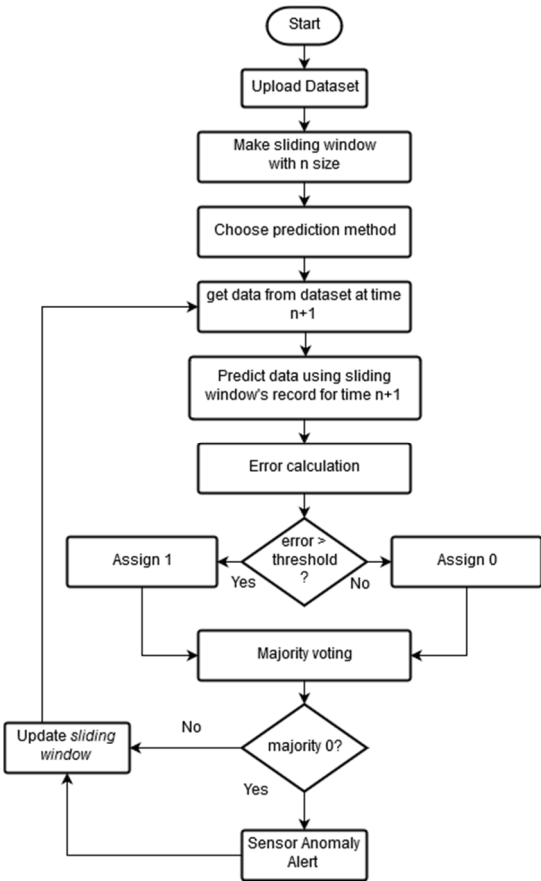 Start
Upload Dataset
Make sliding window
with n size
Choose prediction method
get data from dataset at time
n+1
Predict data using sliding
window's record for time n+1
Error calculation
error >
threshold
?
Assign 1
Assign 0
Yes
No
Majority voting
majority 0?
No
Update sliding
window
Yes
Sensor Anomaly
Alert